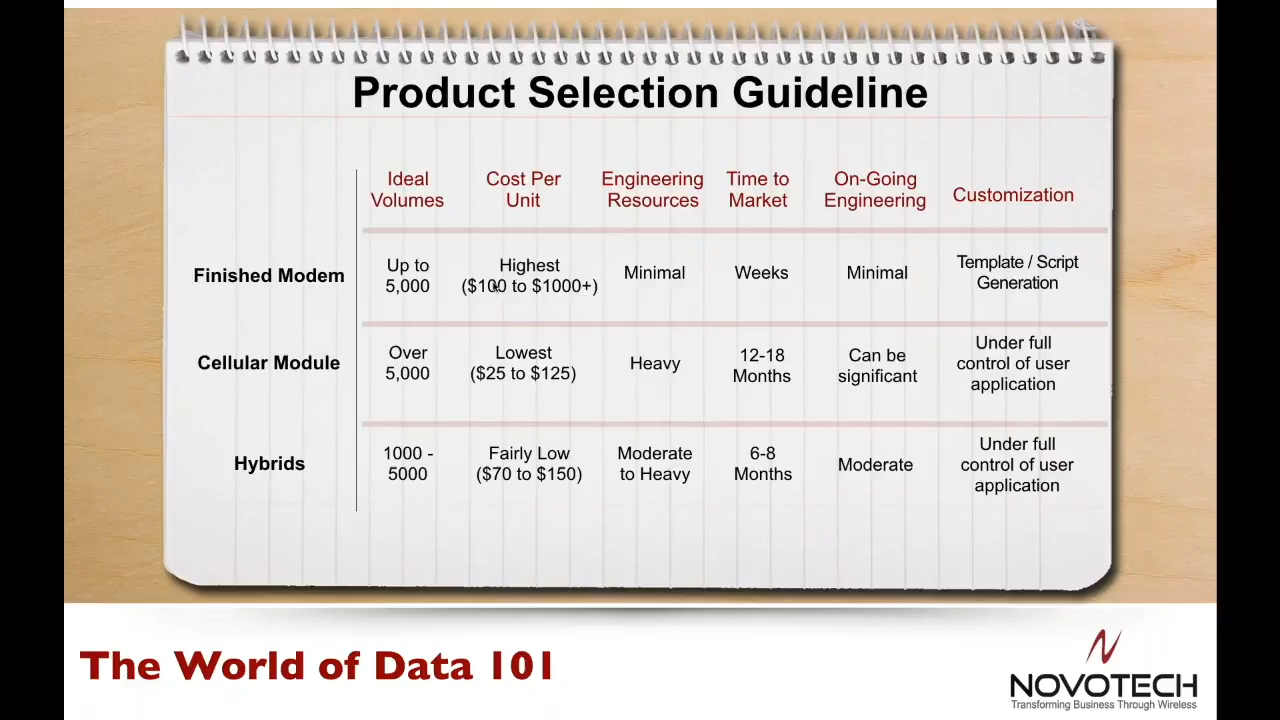 Product Selection Guideline
Ideal Volumes
Cost Per Unit
Engineering Resources
Time to Market
On-Going Engineering
Customization
Finished Modem
Up to 5,000
Highest ($100 to $1000+)
Minimal
Weeks
Minimal
Template / Script Generation
Cellular Module
Over 5,000
Lowest ($25 to $125)
Heavy
12-18 Months
Can be significant
Under full control of user application
Hybrids
1000 - 5000
Fairly Low ($70 to $150)
Moderate to Heavy
6-8 Months
Moderate
Under full control of user application
The World of Data 101
NOVOTECH
Transforming Business Through Wireless